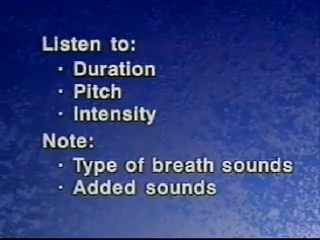 Listen to:
· Duration
· Pitch
· Intensity
Note:
· Type of breath sounds
· Added sounds